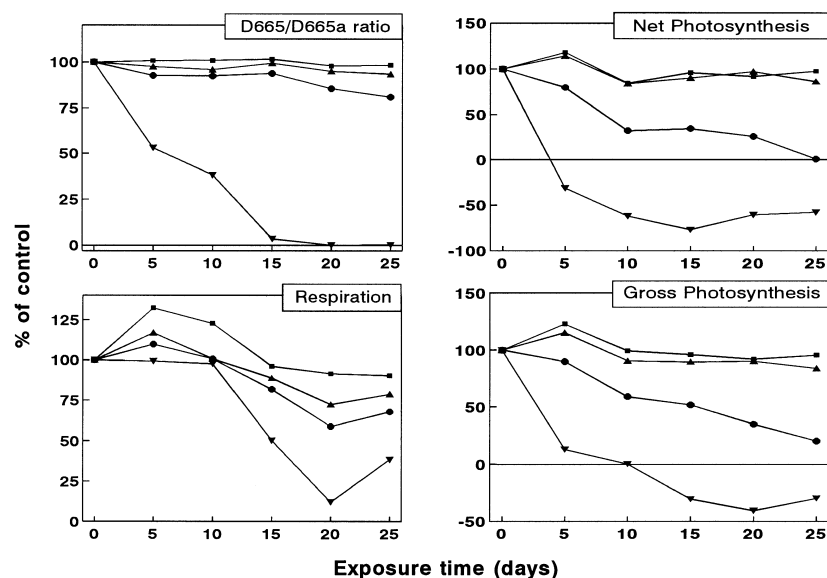 D665/D665a ratio
100
75
50
25
0
0 5 10 15 20 25
Net Photosynthesis
150
100
50
0
-50
-100
0 5 10 15 20 25
Respiration
125
100
75
50
25
0
0 5 10 15 20 25
Gross Photosynthesis
150
100
50
0
-50
0 5 10 15 20 25
% of control
Exposure time (days)